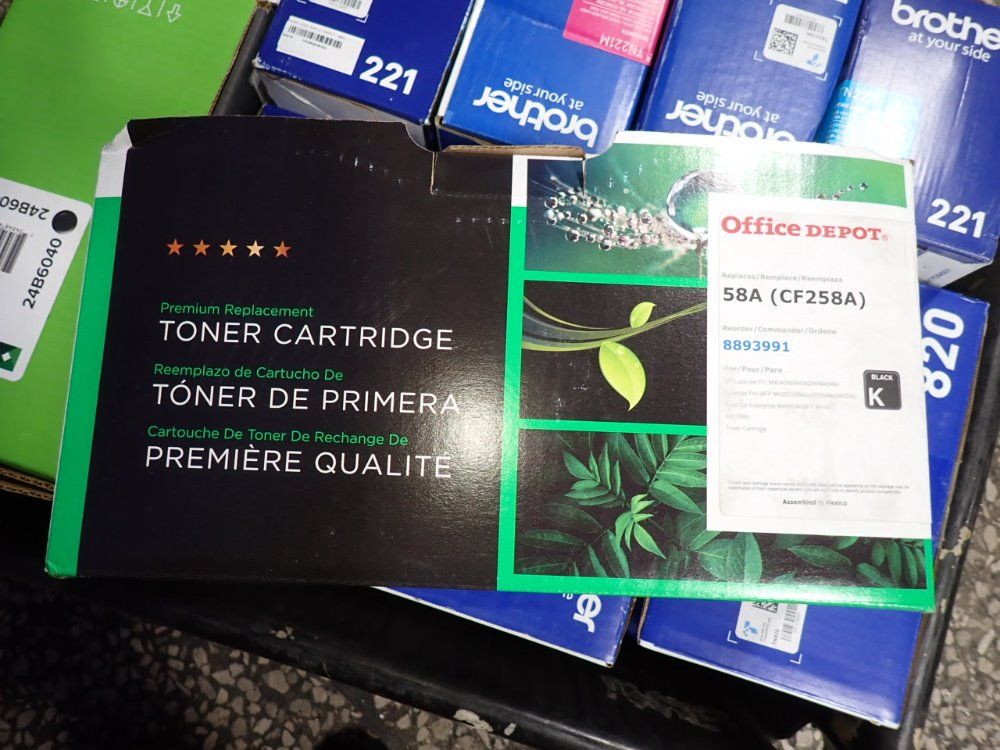 221
TN221M
brother
at your side
brother
at your side
brother
at your side
221
24B6040
820
Premium Replacement
TONER CARTRIDGE
Reemplazo de Cartucho De
TÓNER DE PRIMERA
Cartouche De Toner De Rechange De
PREMIÈRE QUALITÉ
Office DEPOT®
Replaces/Remplace/Reemplaza
58A (CF258A)
Reorder/Commander/Ordene
8893991
For/Pour/Para
BLACK
K
Toner Cartridge
Assembled in Mexico